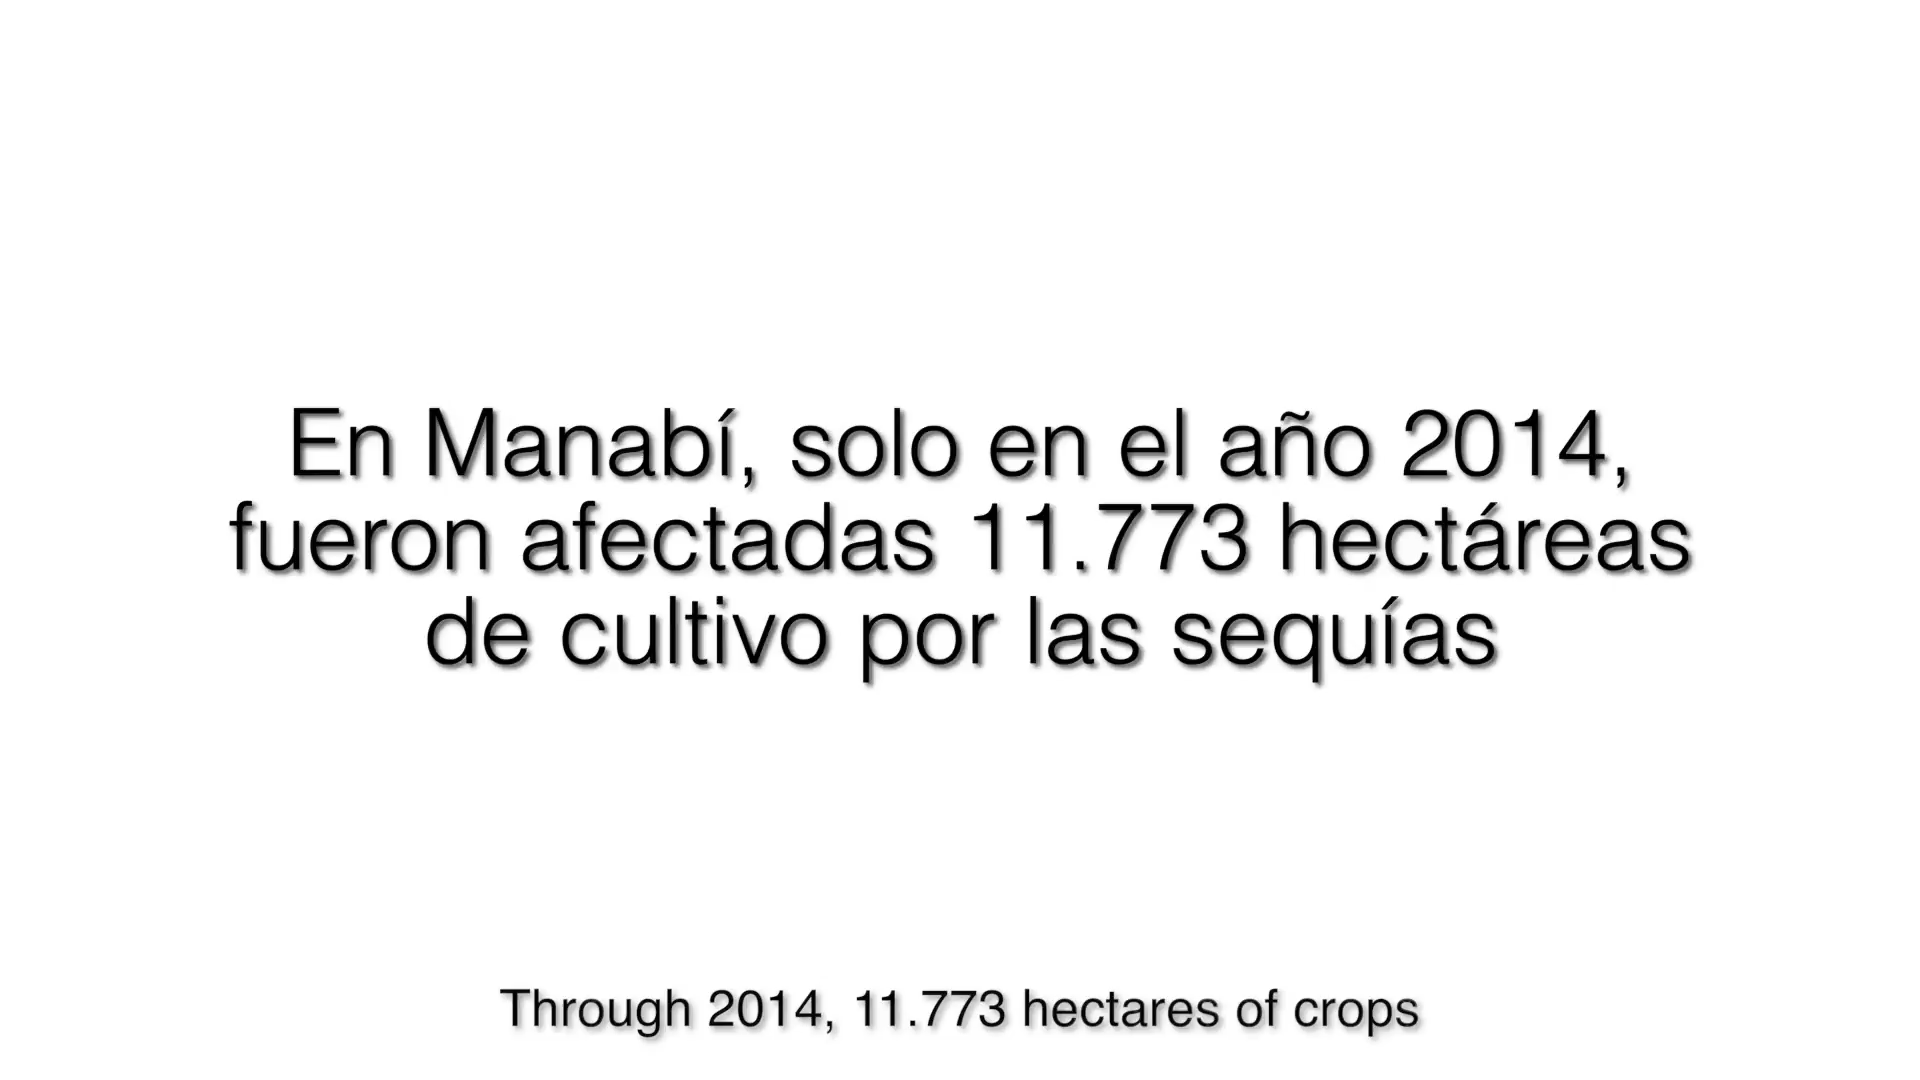 En Manabí, solo en el año 2014,
fueron afectadas 11.773 hectáreas
de cultivo por las sequías
Through 2014, 11.773 hectares of crops